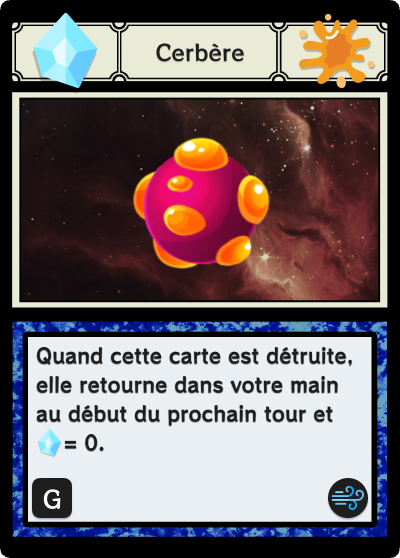 Cerbère
Quand cette carte est détruite,
elle retourne dans votre main
au début du prochain tour et
= 0.
G